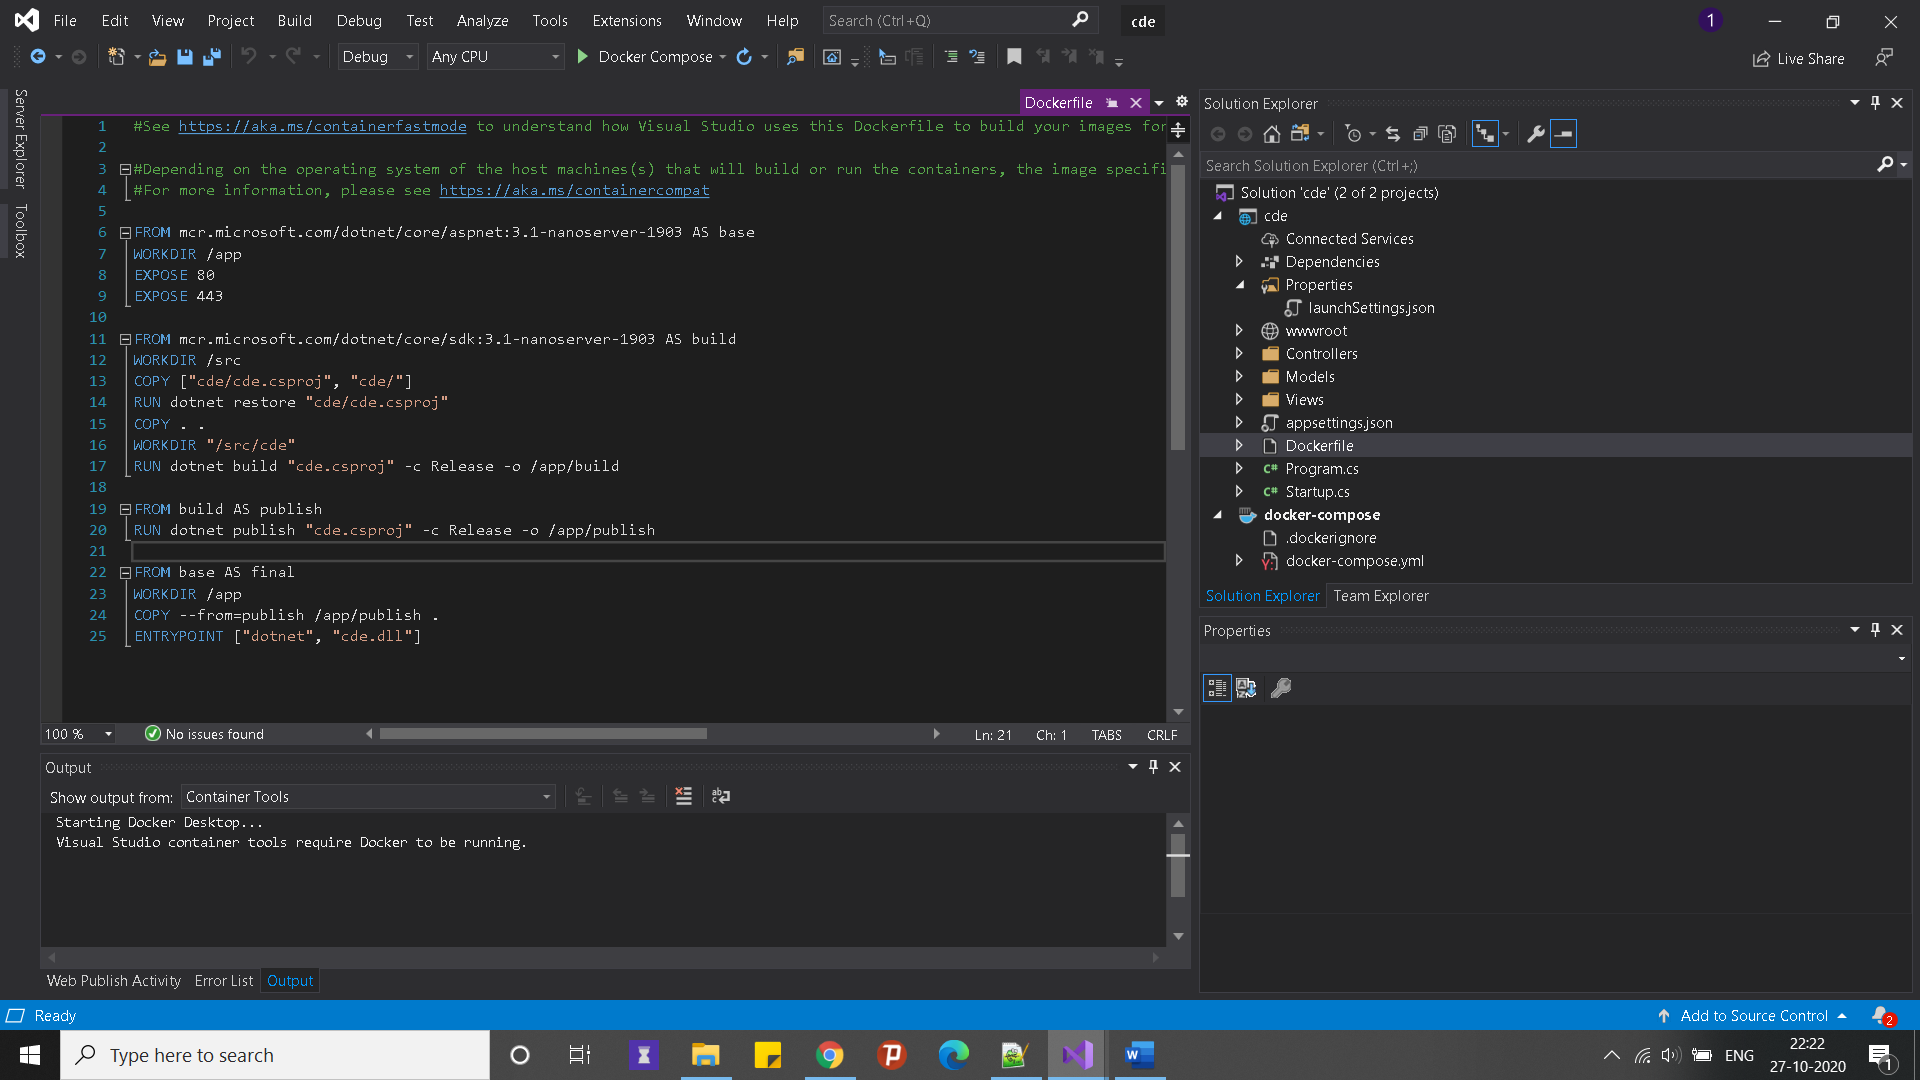 File Edit View Project Build Debug Test Analyze Tools Extensions Window Help Search (Ctrl+Q) cde 1
Debug Any CPU Docker Compose Live Share
Server Explorer
Toolbox
Dockerfile
1 #See https://aka.ms/containerfastmode to understand how Visual Studio uses this Dockerfile to build your images for
2
3 #Depending on the operating system of the host machines(s) that will build or run the containers, the image specifi
4 #For more information, please see https://aka.ms/containercompat
5
6 FROM mcr.microsoft.com/dotnet/core/aspnet:3.1-nanoserver-1903 AS base
7 WORKDIR /app
8 EXPOSE 80
9 EXPOSE 443
10
11 FROM mcr.microsoft.com/dotnet/core/sdk:3.1-nanoserver-1903 AS build
12 WORKDIR /src
13 COPY ["cde/cde.csproj", "cde/"]
14 RUN dotnet restore "cde/cde.csproj"
15 COPY . .
16 WORKDIR "/src/cde"
17 RUN dotnet build "cde.csproj" -c Release -o /app/build
18
19 FROM build AS publish
20 RUN dotnet publish "cde.csproj" -c Release -o /app/publish
21
22 FROM base AS final
23 WORKDIR /app
24 COPY --from=publish /app/publish .
25 ENTRYPOINT ["dotnet", "cde.dll"]
100 % No issues found Ln: 21 Ch: 1 TABS CRLF
Output
Show output from: Container Tools
Starting Docker Desktop...
Visual Studio container tools require Docker to be running.
Web Publish Activity Error List Output
Solution Explorer
Search Solution Explorer (Ctrl+;)
Solution 'cde' (2 of 2 projects)
cde
Connected Services
Dependencies
Properties
launchSettings.json
wwwroot
Controllers
Models
Views
appsettings.json
Dockerfile
C# Program.cs
C# Startup.cs
docker-compose
.dockerignore
docker-compose.yml
Solution Explorer Team Explorer
Properties
Ready Add to Source Control 2
Type here to search ENG 22:22
27-10-2020 1